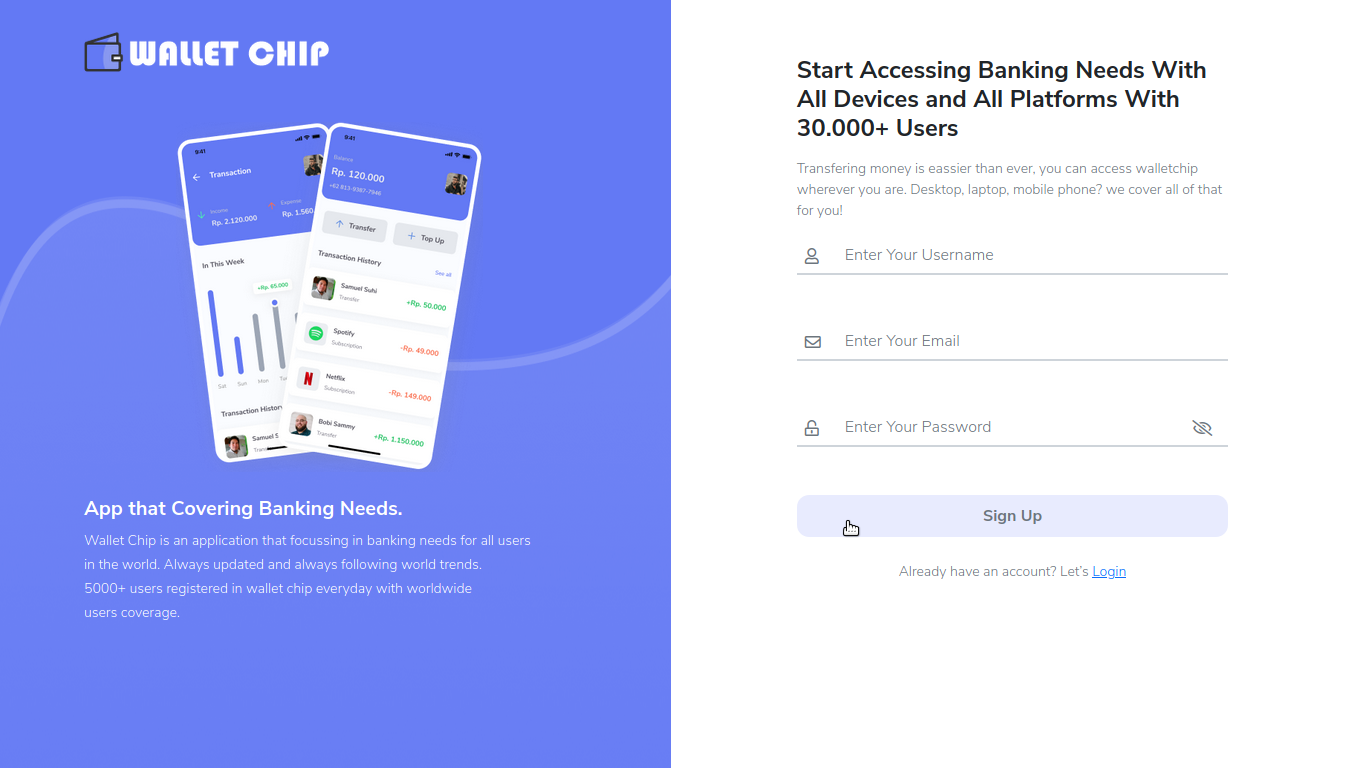 WALLET CHIP
9:41
Transaction
Income
Rp. 2.120.000
Expense
Rp. 1.560
In This Week
+Rp. 65.000
Sat
Sun
Mon
Transaction History
Samuel S
9:41
Balance
Rp. 120.000
+62 813-9387-7946
Transfer
Top Up
Transaction History
See all
Samuel Suhi
Transfer
+Rp. 50.000
Spotify
Subscription
-Rp. 49.000
Netflix
Subscription
-Rp. 149.000
Bobi Sammy
Transfer
+Rp. 1.150.000
App that Covering Banking Needs.
Wallet Chip is an application that focussing in banking needs for all users
in the world. Always updated and always following world trends.
5000+ users registered in wallet chip everyday with worldwide
users coverage.
Start Accessing Banking Needs With
All Devices and All Platforms With
30.000+ Users
Transfering money is eassier than ever, you can access walletchip
wherever you are. Desktop, laptop, mobile phone? we cover all of that
for you!
Enter Your Username
Enter Your Email
Enter Your Password
Sign Up
Already have an account? Let's Login